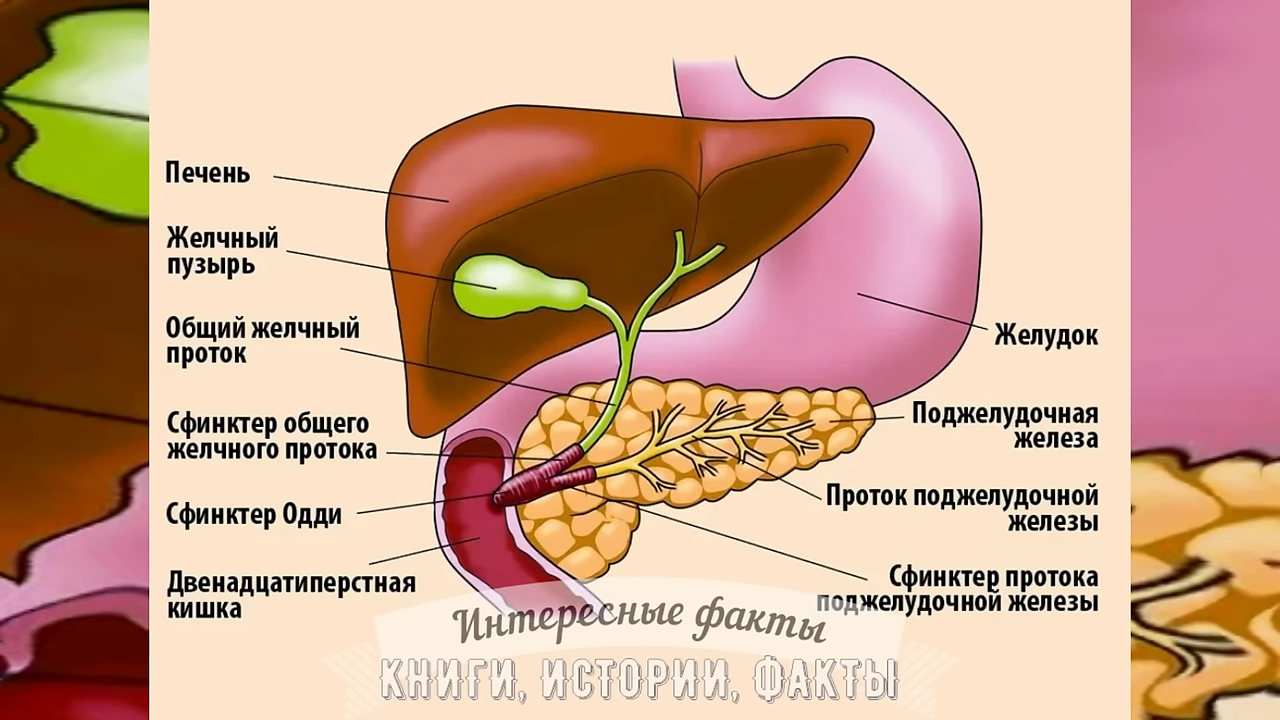 Печень
Желчный
пузырь
Общий желчный
проток
Сфинктер общего
желчного протока
Сфинктер Одди
Двенадцатиперстная
кишка
Желудок
Поджелудочная
железа
Проток поджелудочной
железы
Сфинктер протока
поджелудочной железы
Интересные факты
КНИГИ, ИСТОРИИ, ФАКТЫ